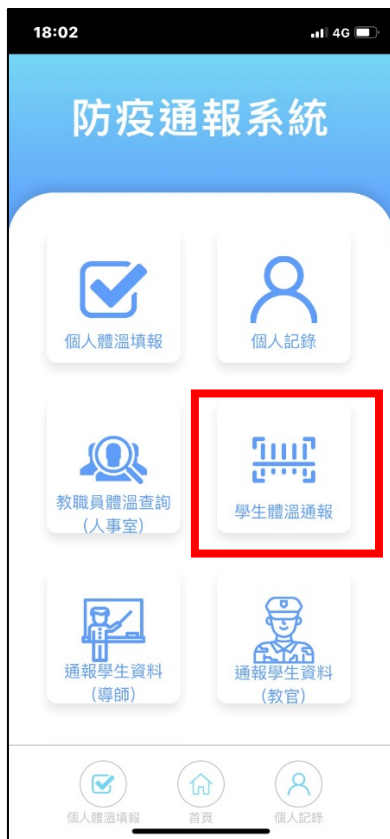 18:02
4G
防疫通報系統
個人體溫填報
個人記錄
教職員體溫查詢
(人事室)
學生體溫通報
通報學生資料
(導師)
通報學生資料
(教官)
個人體溫填報
首頁
個人記錄